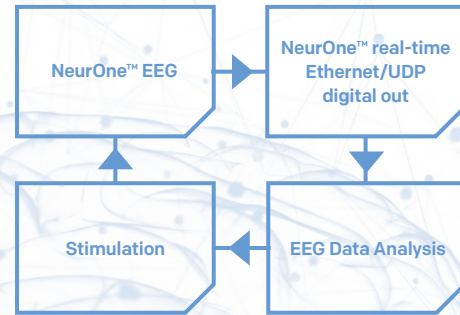 NeurOne™ EEG
NeurOne™ real-time
Ethernet/UDP
digital out
Stimulation
EEG Data Analysis